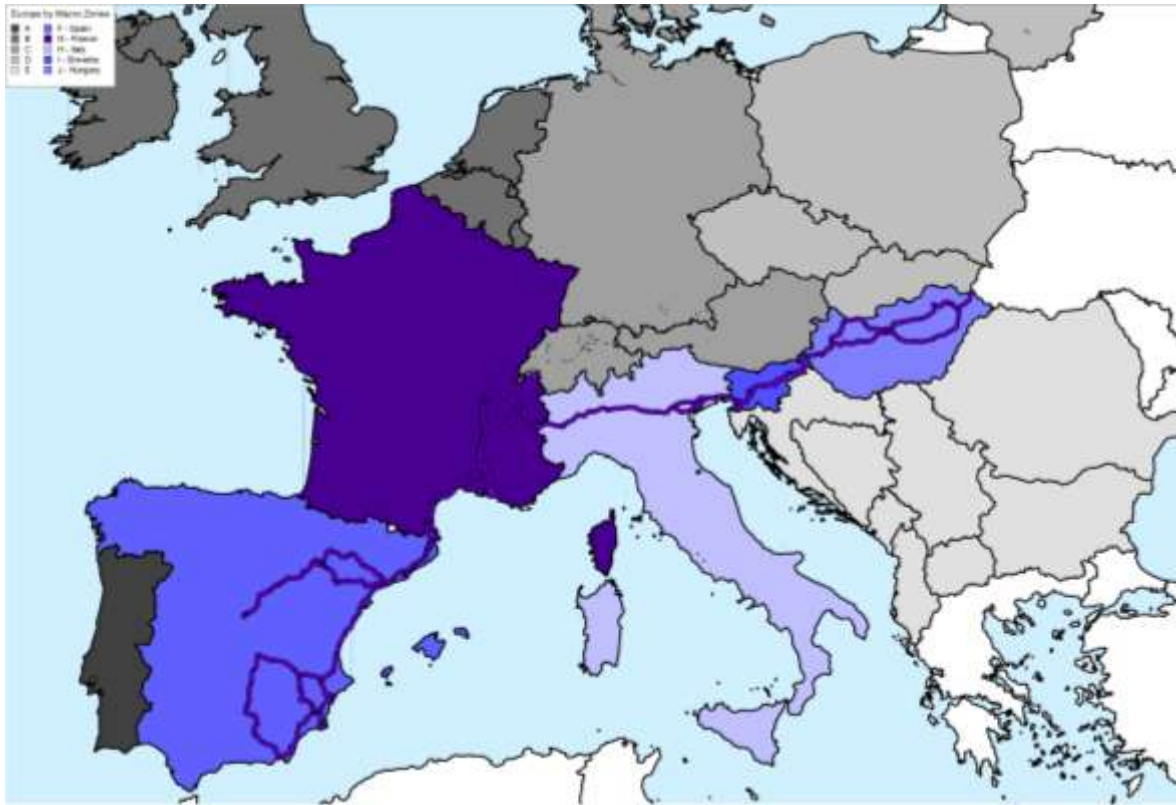 Europe by Macro Zones
A
B
C
D
E
F - Spain
G - France
H - Italy
I - Slovenia
J - Hungary